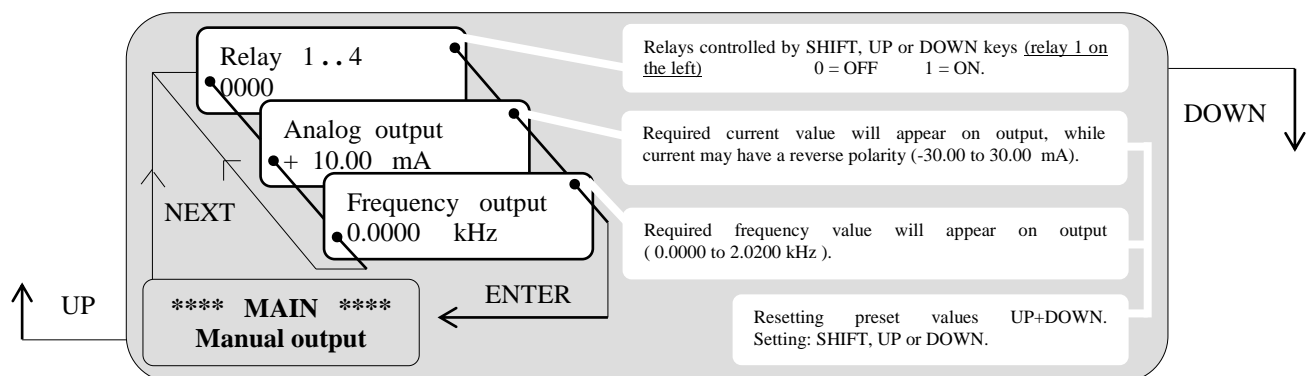 Relay 1 . . 4
0000
Analog output
+ 10.00 mA
Frequency output
0.0000 kHz
NEXT
ENTER
UP
**** MAIN ****
Manual output
Relays controlled by SHIFT, UP or DOWN keys (relay 1 on
the left) 0 = OFF 1 = ON.
Required current value will appear on output, while
current may have a reverse polarity (-30.00 to 30.00 mA).
Required frequency value will appear on output
( 0.0000 to 2.0200 kHz ).
Resetting preset values UP+DOWN.
Setting: SHIFT, UP or DOWN.
DOWN